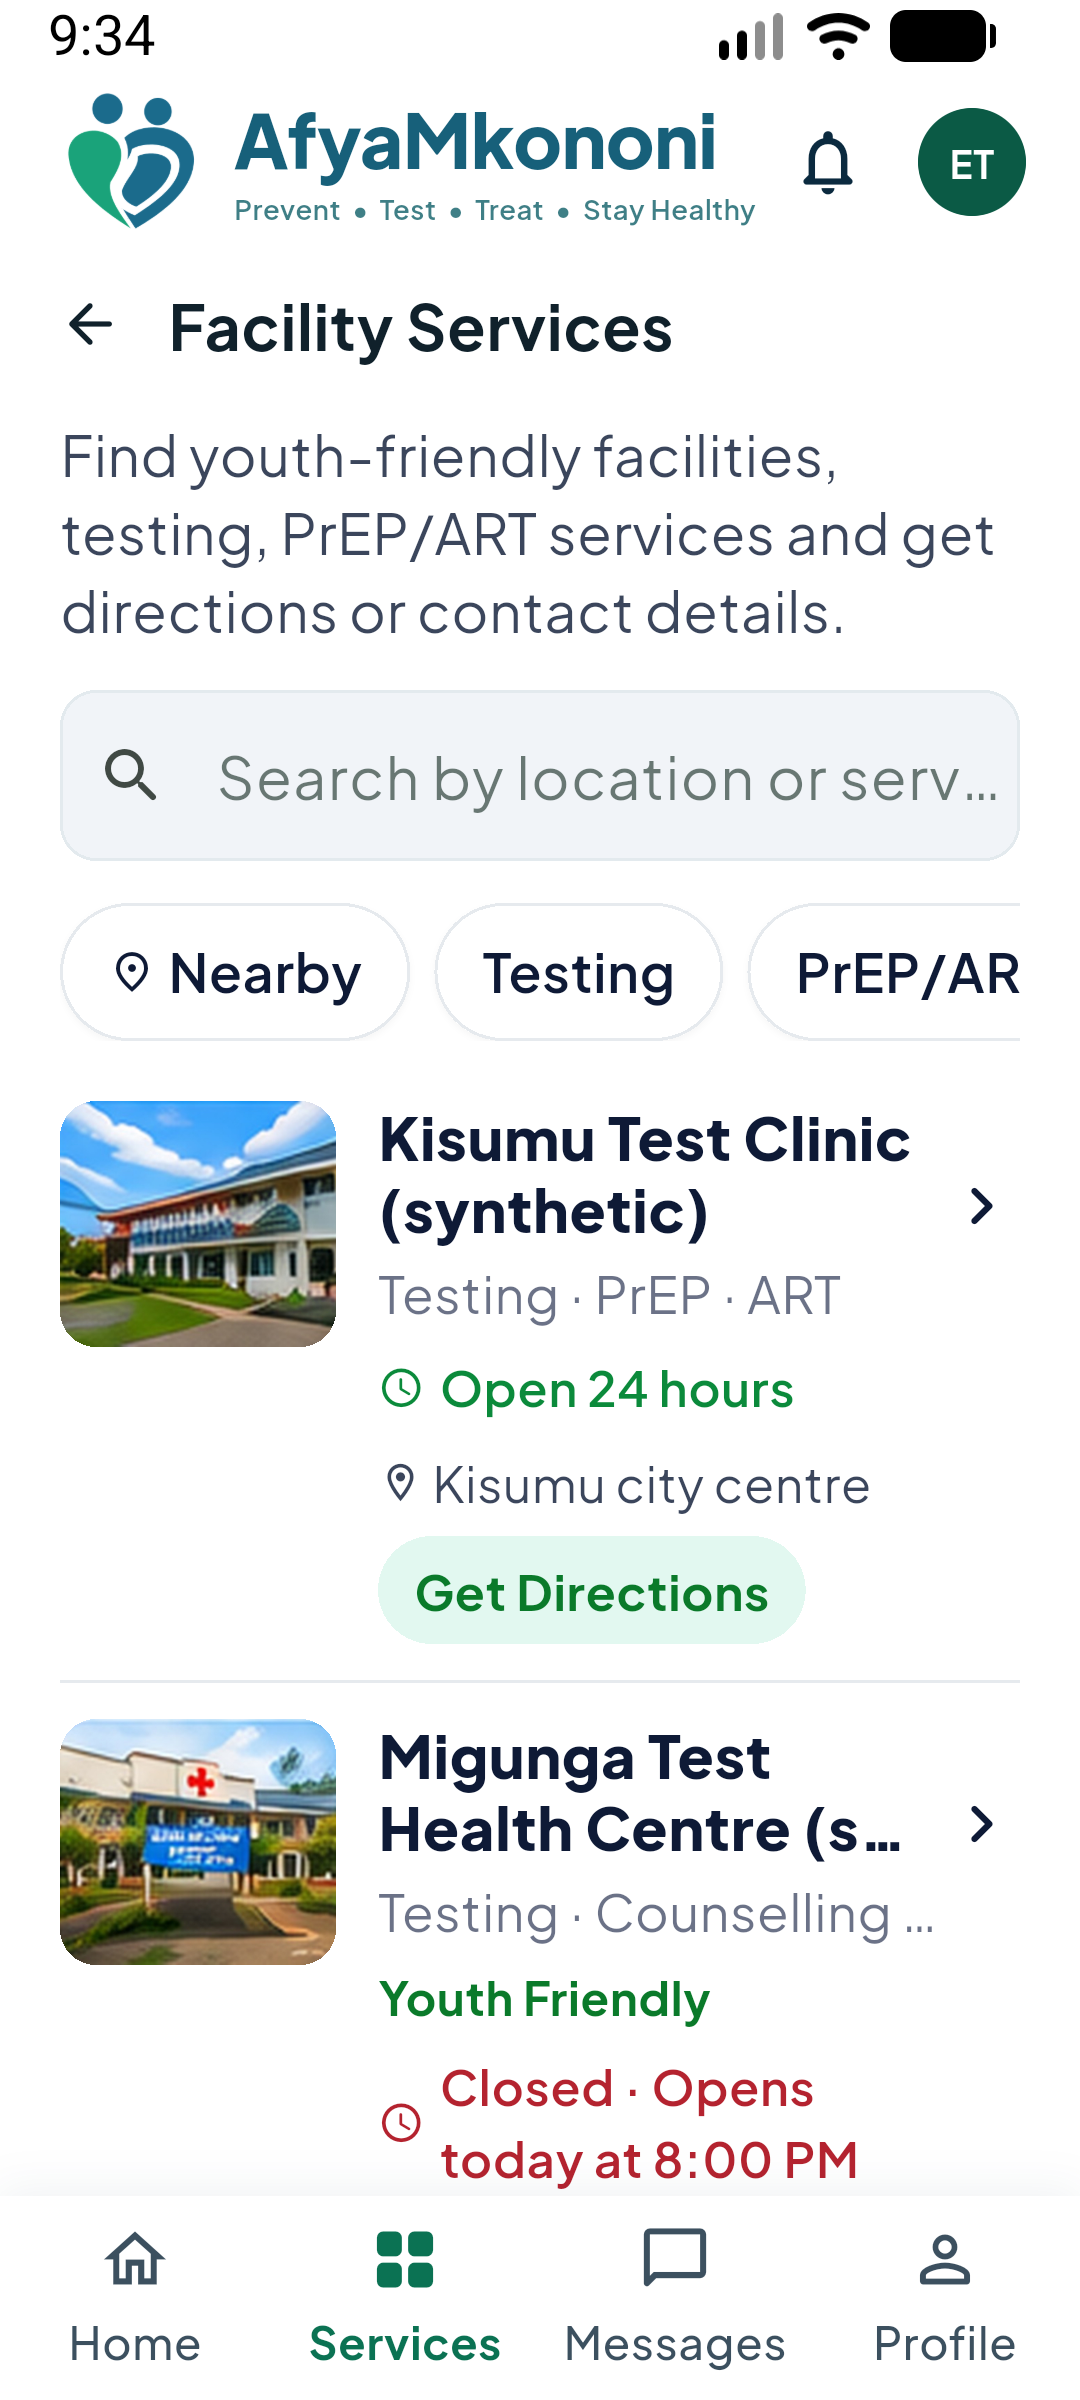 9:34
AfyaMkononi
Prevent • Test • Treat • Stay Healthy
ET
Facility Services
Find youth-friendly facilities,
testing, PrEP/ART services and get
directions or contact details.
Search by location or serv...
Nearby
Testing
PrEP/AR
Kisumu Test Clinic
(synthetic)
Testing · PrEP · ART
Open 24 hours
Kisumu city centre
Get Directions
Migunga Test
Health Centre (s...
Testing · Counselling ...
Youth Friendly
Closed · Opens
today at 8:00 PM
Home
Services
Messages
Profile